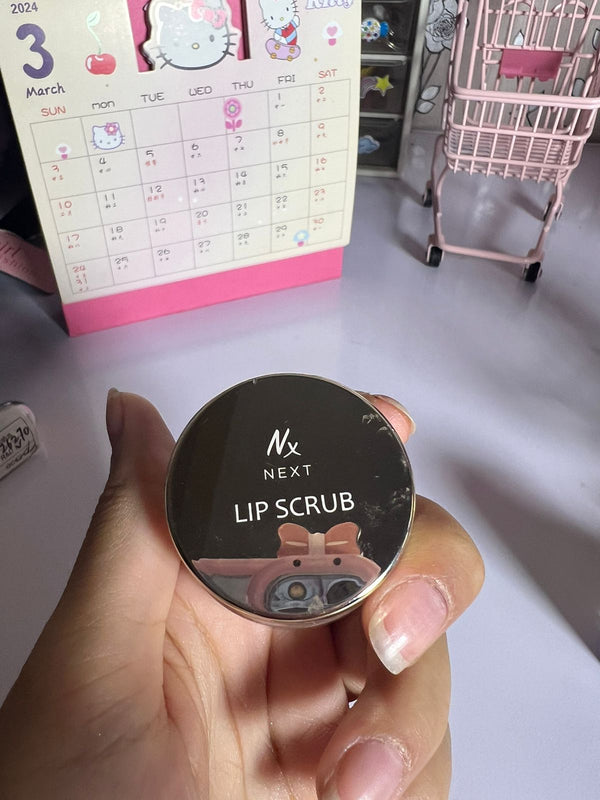 2024
3
March
SUN MON TUE WED THU FRI SAT
1 2
3 4 5 6 7 8 9
10 11 12 13 14 15 16
17 18 19 20 21 22 23
24 25 26 27 28 29 30
31
Nx
NEXT
LIP SCRUB